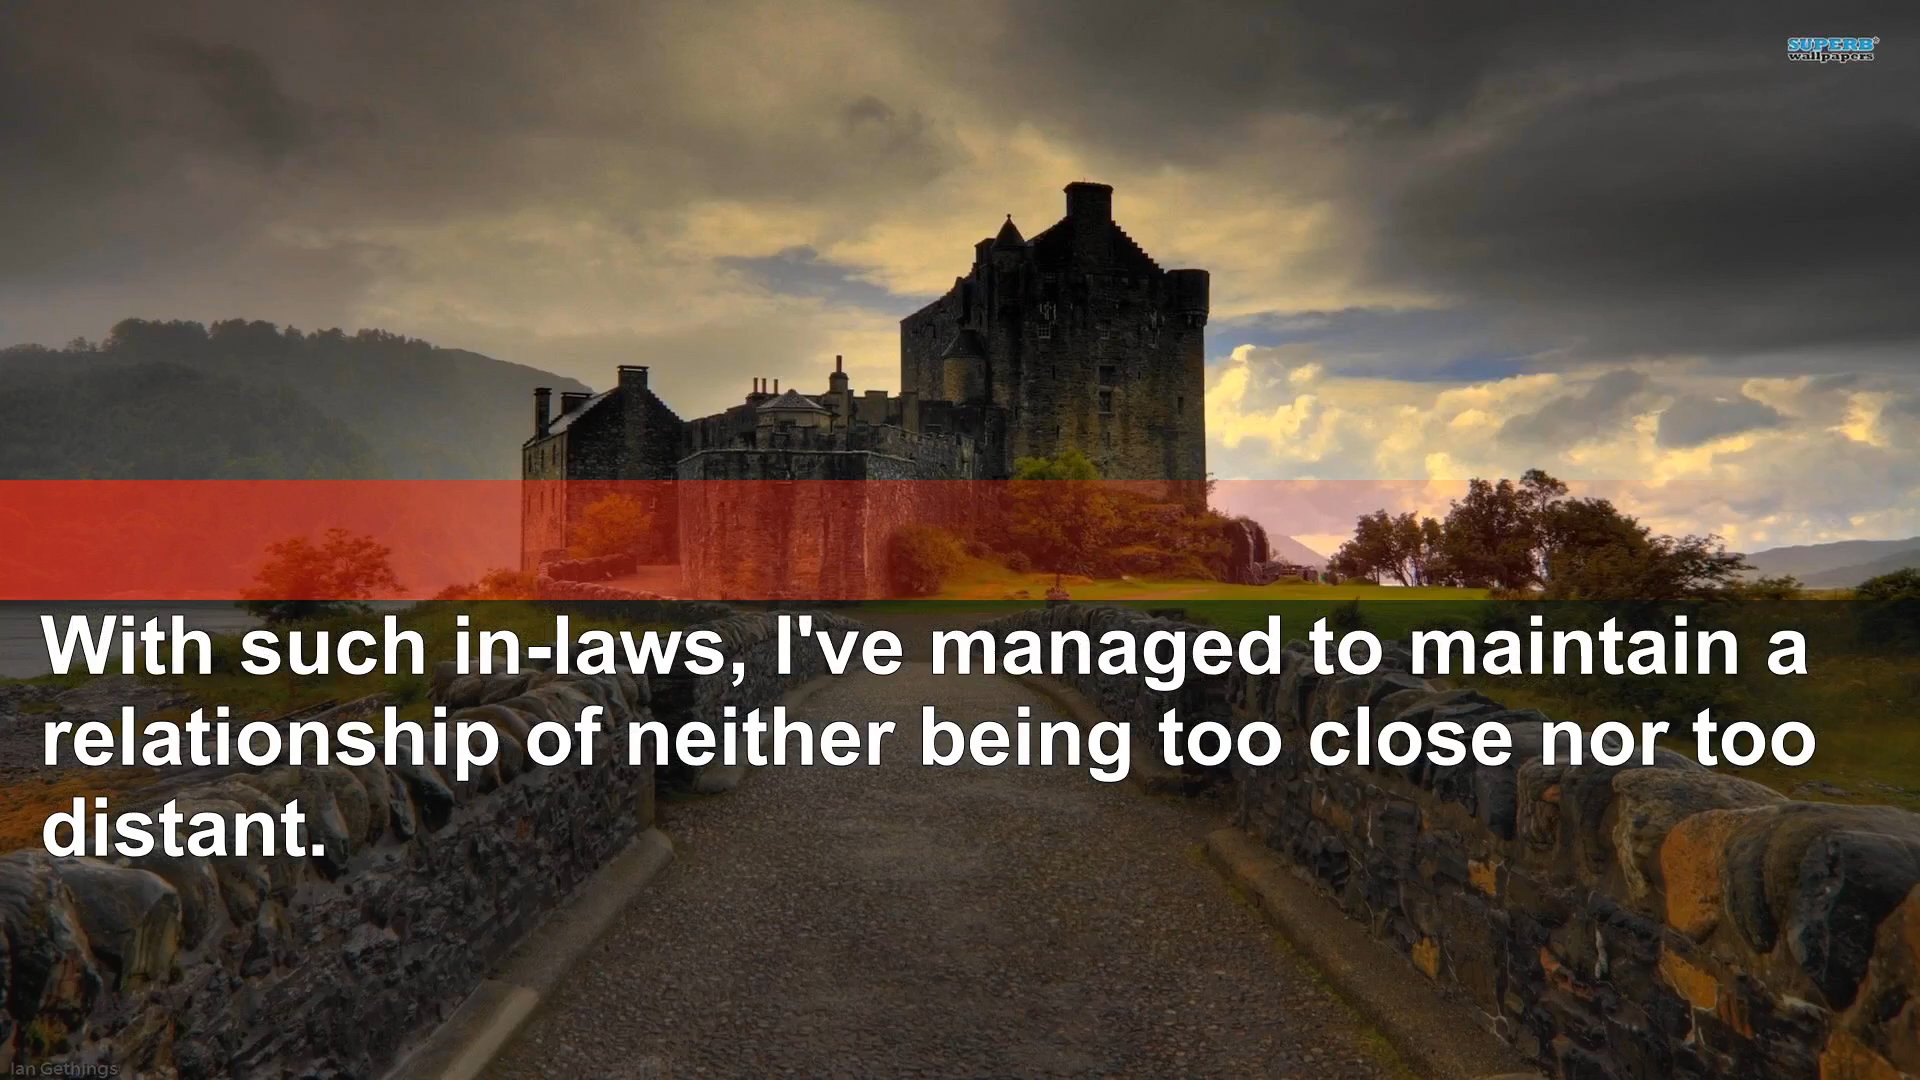 SUPERB
wallpapers
With such in-laws, I've managed to maintain a
relationship of neither being too close nor too
distant.
Ian Gethings